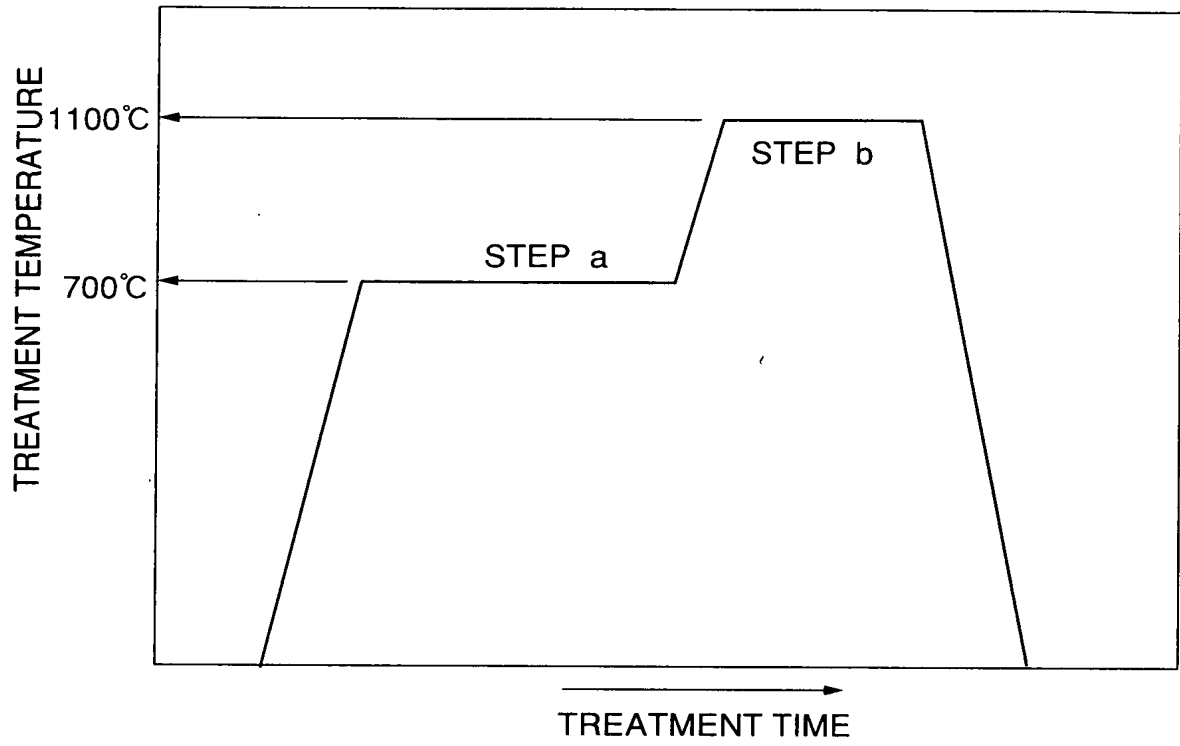 TREATMENT TEMPERATURE
1100℃
STEP b
STEP a
700℃
TREATMENT TIME